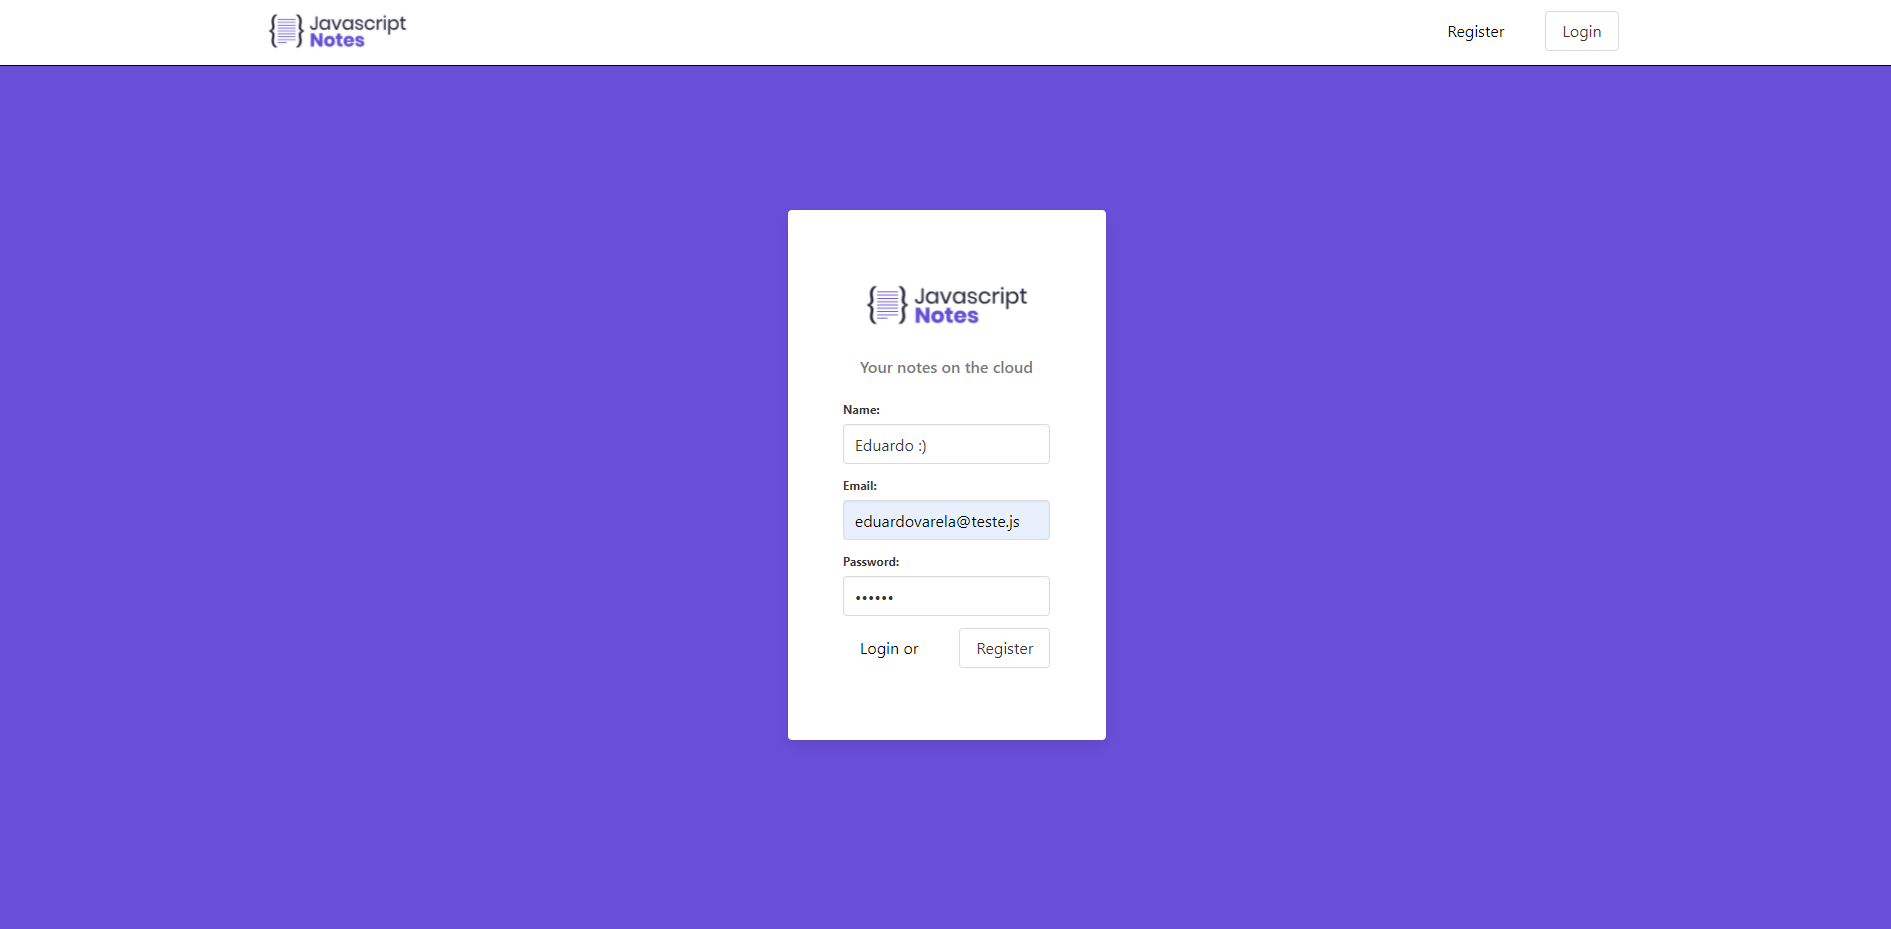 Javascript
Notes
Register
Login
Javascript
Notes
Your notes on the cloud
Name:
Eduardo :)
Email:
eduardovarela@teste.js
Password:
••••••
Login or
Register